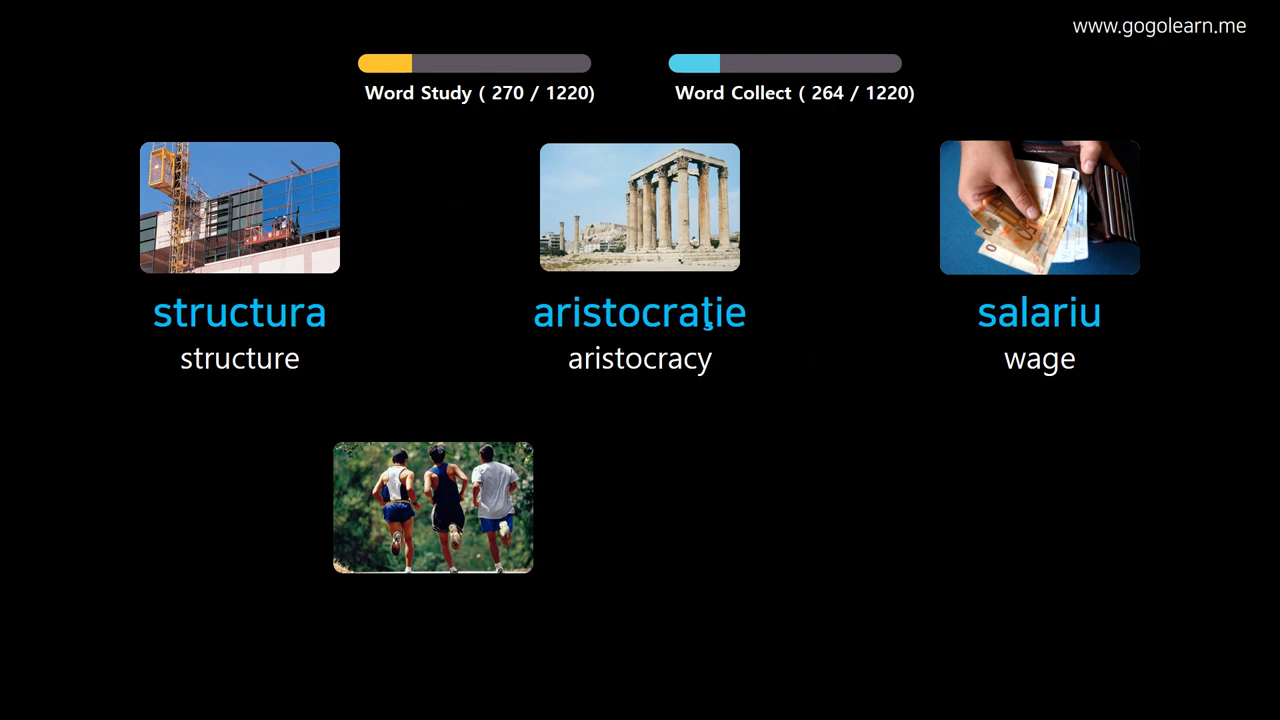 www.gogolearn.me
Word Study ( 270 / 1220)
Word Collect ( 264 / 1220)
structura
structure
aristocraţie
aristocracy
salariu
wage